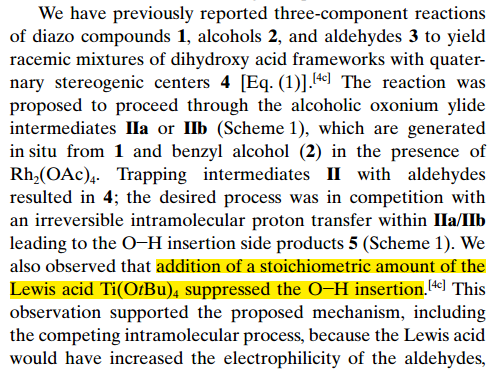 We have previously reported three-component reactions
of diazo compounds 1, alcohols 2, and aldehydes 3 to yield
racemic mixtures of dihydroxy acid frameworks with quater-
nary stereogenic centers 4 [Eq. (1)].[4c] The reaction was
proposed to proceed through the alcoholic oxonium ylide
intermediates IIa or IIb (Scheme 1), which are generated
in situ from 1 and benzyl alcohol (2) in the presence of
Rh2(OAc)4. Trapping intermediates II with aldehydes
resulted in 4; the desired process was in competition with
an irreversible intramolecular proton transfer within IIa/IIb
leading to the O–H insertion side products 5 (Scheme 1). We
also observed that addition of a stoichiometric amount of the
Lewis acid Ti(OtBu)4 suppressed the O–H insertion.[4c] This
observation supported the proposed mechanism, including
the competing intramolecular process, because the Lewis acid
would have increased the electrophilicity of the aldehydes,